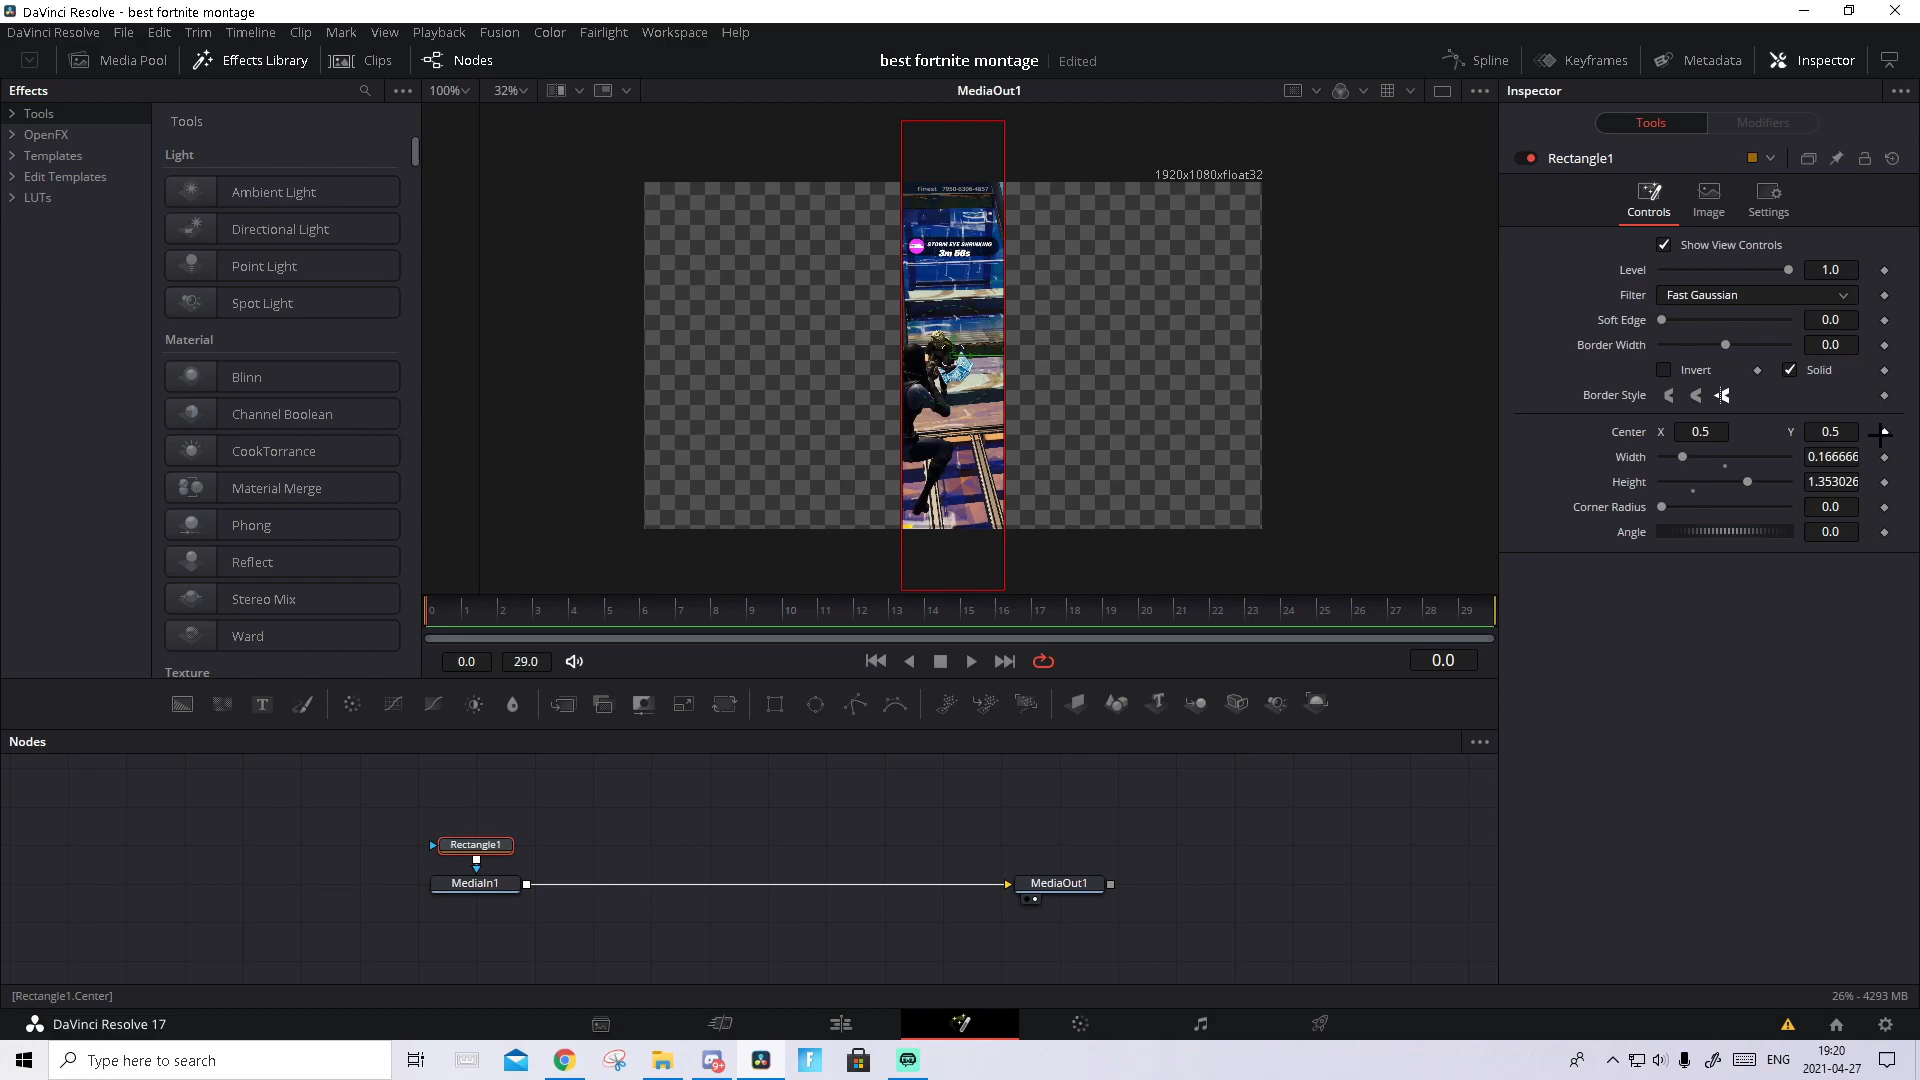 DaVinci Resolve - best fortnite montage
DaVinci Resolve File Edit Trim Timeline Clip Mark View Playback Fusion Color Fairlight Workspace Help
Media Pool Effects Library Clips Nodes best fortnite montage Edited Spline Keyframes Metadata Inspector
Effects 100% 32% MediaOut1 Inspector
Tools
OpenFX
Templates
Edit Templates
LUTs
Tools
Light
Ambient Light
Directional Light
Point Light
Spot Light
Material
Blinn
Channel Boolean
CookTorrance
Material Merge
Phong
Reflect
Stereo Mix
Ward
Texture
1920x1080xfloat32
Finest 7950-6306-4857
STORM EYE SHRINKING
3m 56s
Tools Modifiers
Rectangle1
Controls Image Settings
Show View Controls
Level 1.0
Filter Fast Gaussian
Soft Edge 0.0
Border Width 0.0
Invert Solid
Border Style
Center X 0.5 Y 0.5
Width 0.166666
Height 1.353026
Corner Radius 0.0
Angle 0.0
0 1 2 3 4 5 6 7 8 9 10 11 12 13 14 15 16 17 18 19 20 21 22 23 24 25 26 27 28 29
0.0 29.0 0.0
Nodes
Rectangle1
MediaIn1 MediaOut1
[Rectangle1.Center] 26% - 4293 MB
DaVinci Resolve 17
Type here to search 9+ ENG 19:20
2021-04-27